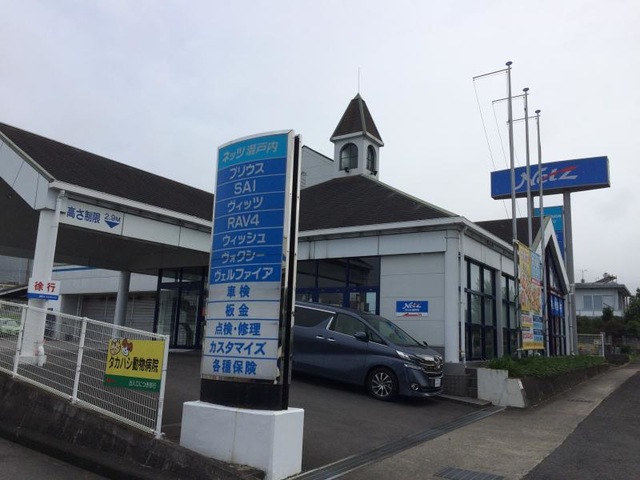 ネッツ瀬戸内
プリウス
SAI
ヴィッツ
RAV4
ウィッシュ
ヴォクシー
ヴェルファイア
車検
板金
点検・修理
カスタマイズ
各種保険
高さ制限 2.9M
徐行
タカハシ動物病院
Netz
Netz